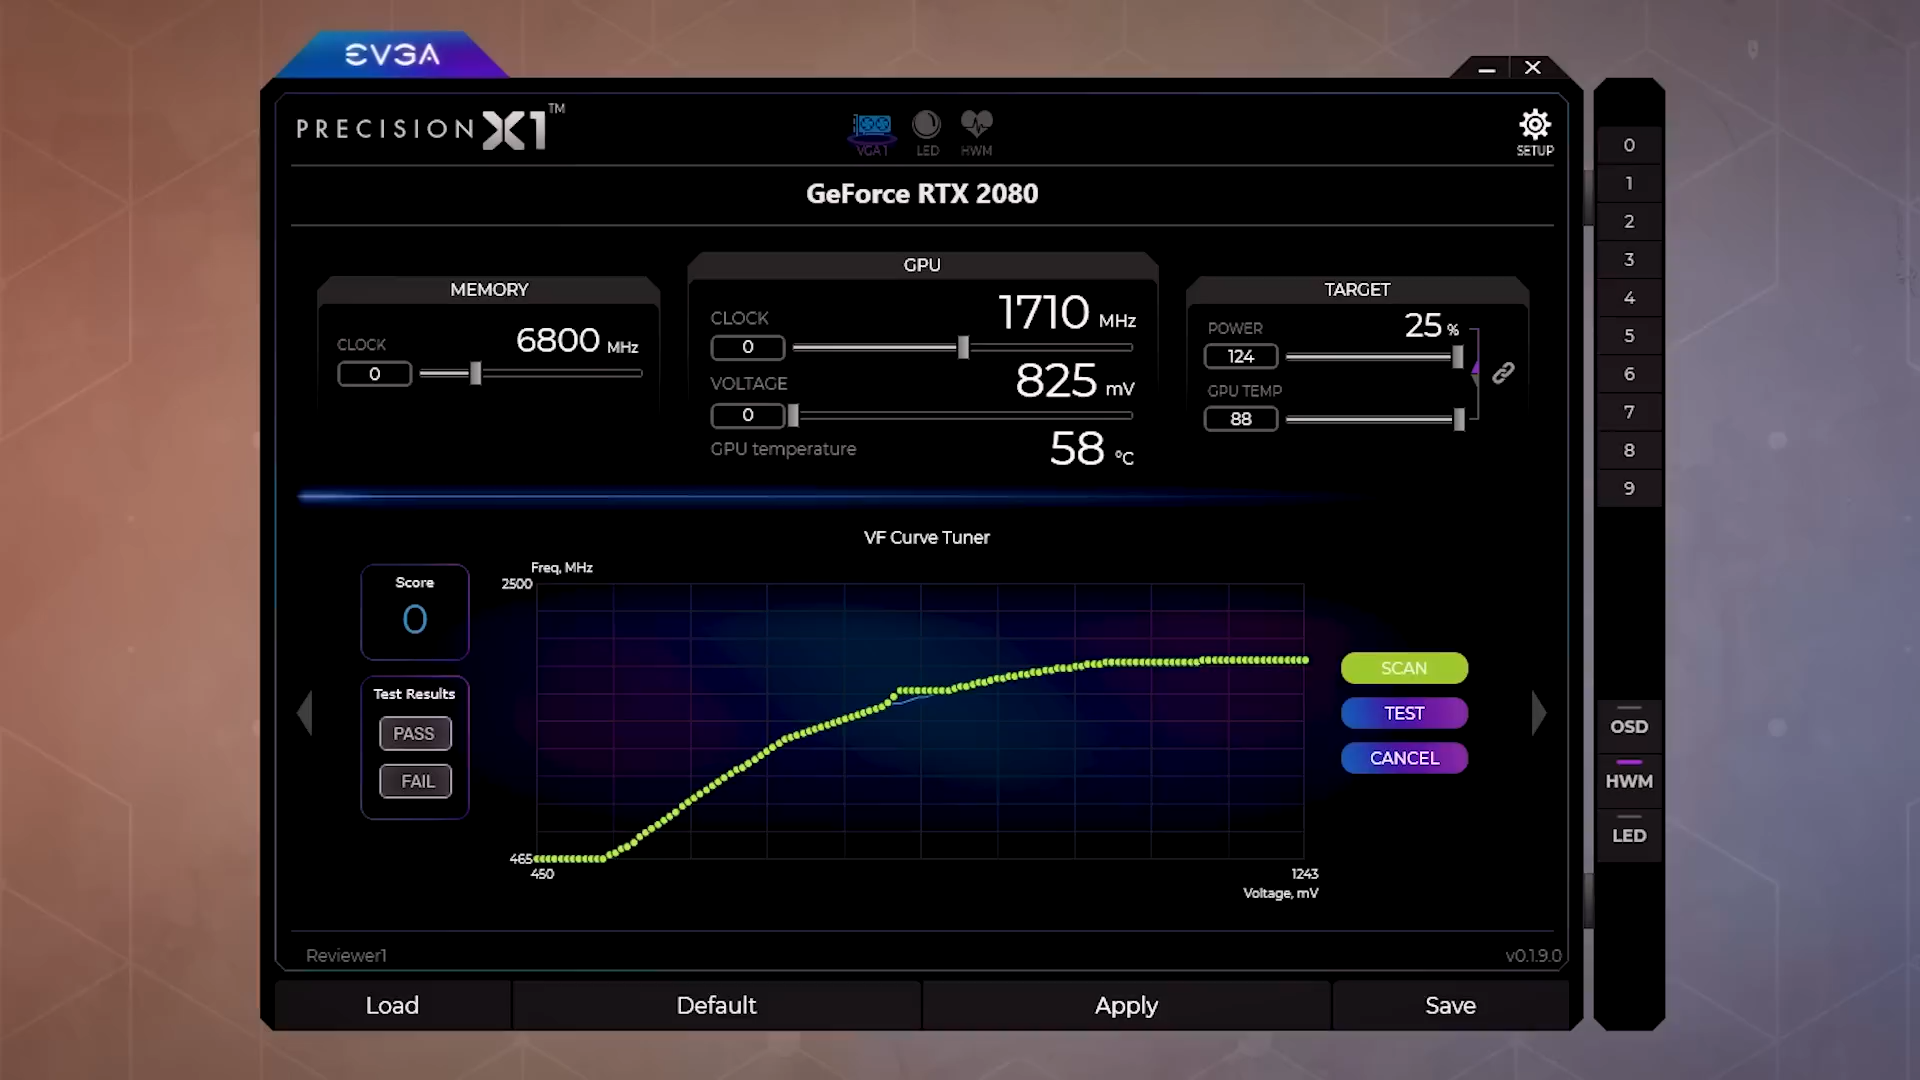 EVGA
PRECISION X1™
VGA1
LED
HWM
SETUP
GeForce RTX 2080
MEMORY
CLOCK
6800 MHz
0
GPU
CLOCK
1710 MHz
0
VOLTAGE
825 mV
0
GPU temperature
58 °C
TARGET
POWER
25 %
124
GPU TEMP
88
VF Curve Tuner
Score
0
Test Results
PASS
FAIL
Freq, MHz
2500
465
450
1243
Voltage, mV
SCAN
TEST
CANCEL
Reviewer1
v0.1.9.0
Load
Default
Apply
Save
0
1
2
3
4
5
6
7
8
9
OSD
HWM
LED